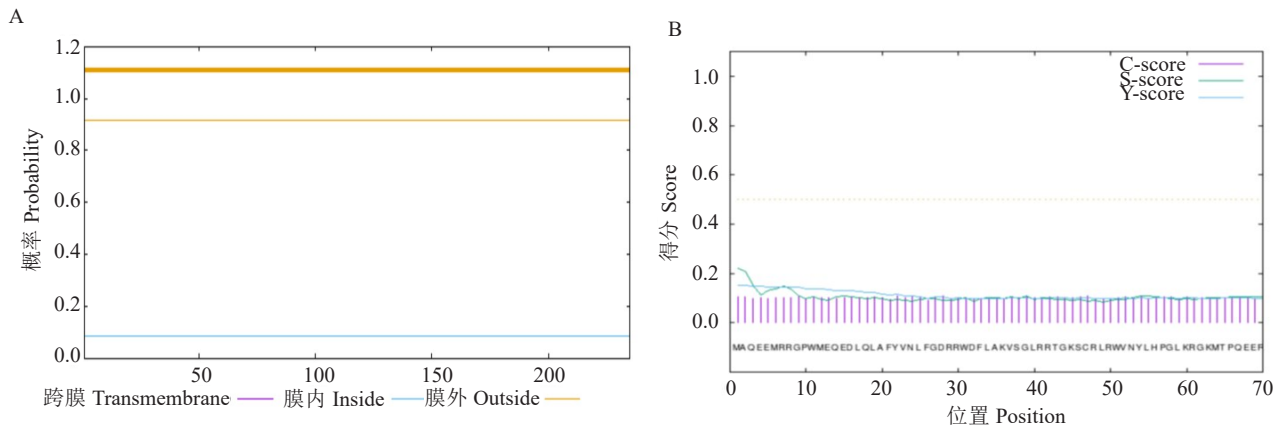 A
1.2
1.0
0.8
0.6
0.4
0.2
0.0
概率 Probability
50
100
150
200
跨膜 Transmembrane
膜内 Inside
膜外 Outside
B
C-score
S-score
Y-score
1.0
0.8
0.6
0.4
0.2
0.0
得分 Score
MAQEEMRRGPWMEQEDLQLAFYVNLFGDRRWDFLAKVSGLRRTGKSCRLRWVNYLHPGLKRGKMTPQEER
0
10
20
30
40
50
60
70
位置 Position